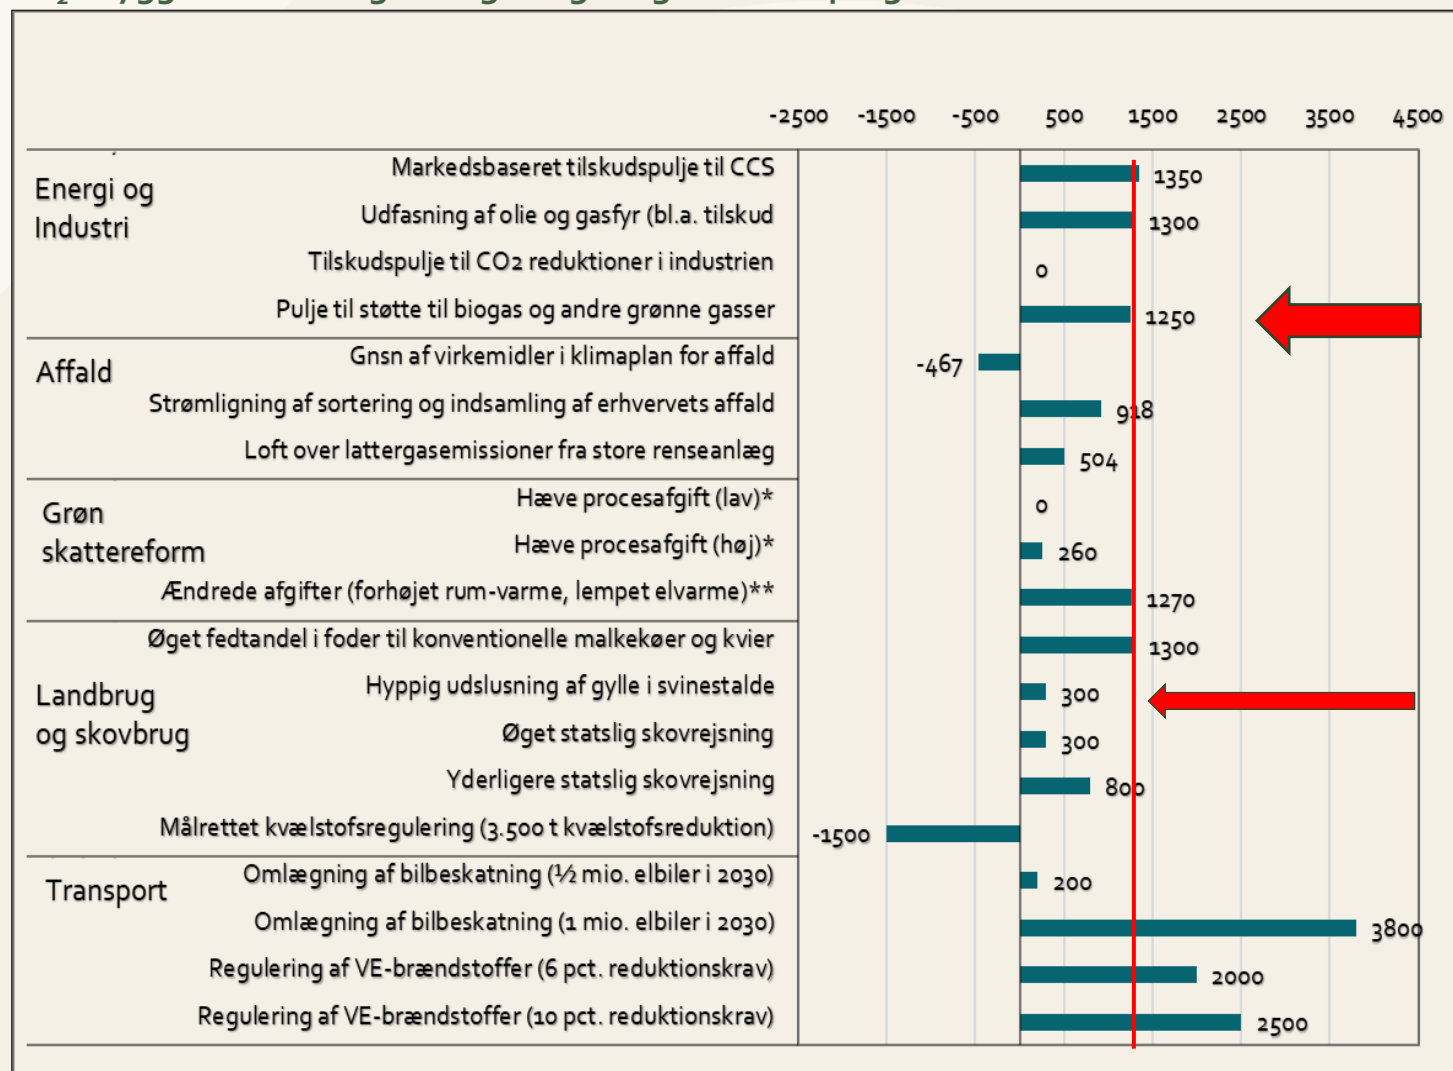 -2500 -1500 -500 500 1500 2500 3500 4500
Energi og
Industri
Markedsbaseret tilskudspulje til CCS 1350
Udfasning af olie og gasfyr (bl.a. tilskud 1300
Tilskudspulje til CO2 reduktioner i industrien 0
Pulje til støtte til biogas og andre grønne gasser 1250
Affald
Gnsn af virkemidler i klimaplan for affald -467
Strømligning af sortering og indsamling af erhvervets affald 918
Loft over lattergasemissioner fra store renseanlæg 504
Grøn
skattereform
Hæve procesafgift (lav)* 0
Hæve procesafgift (høj)* 260
Ændrede afgifter (forhøjet rum-varme, lempet elvarme)** 1270
Landbrug
og skovbrug
Øget fedtandel i foder til konventionelle malkekøer og kvier 1300
Hyppig udslusning af gylle i svinestalde 300
Øget statslig skovrejsning 300
Yderligere statslig skovrejsning 800
Målrettet kvælstofsregulering (3.500 t kvælstofsreduktion) -1500
Transport
Omlægning af bilbeskatning (½ mio. elbiler i 2030) 200
Omlægning af bilbeskatning (1 mio. elbiler i 2030) 3800
Regulering af VE-brændstoffer (6 pct. reduktionskrav) 2000
Regulering af VE-brændstoffer (10 pct. reduktionskrav) 2500